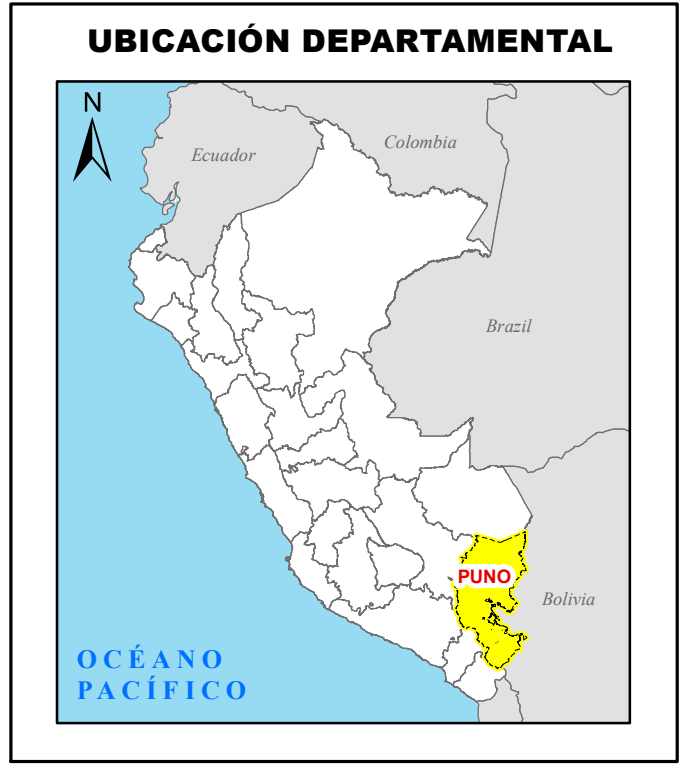 UBICACIÓN DEPARTAMENTAL
N
Ecuador
Colombia
Brazil
PUNO
Bolivia
OCÉANO
PACÍFICO